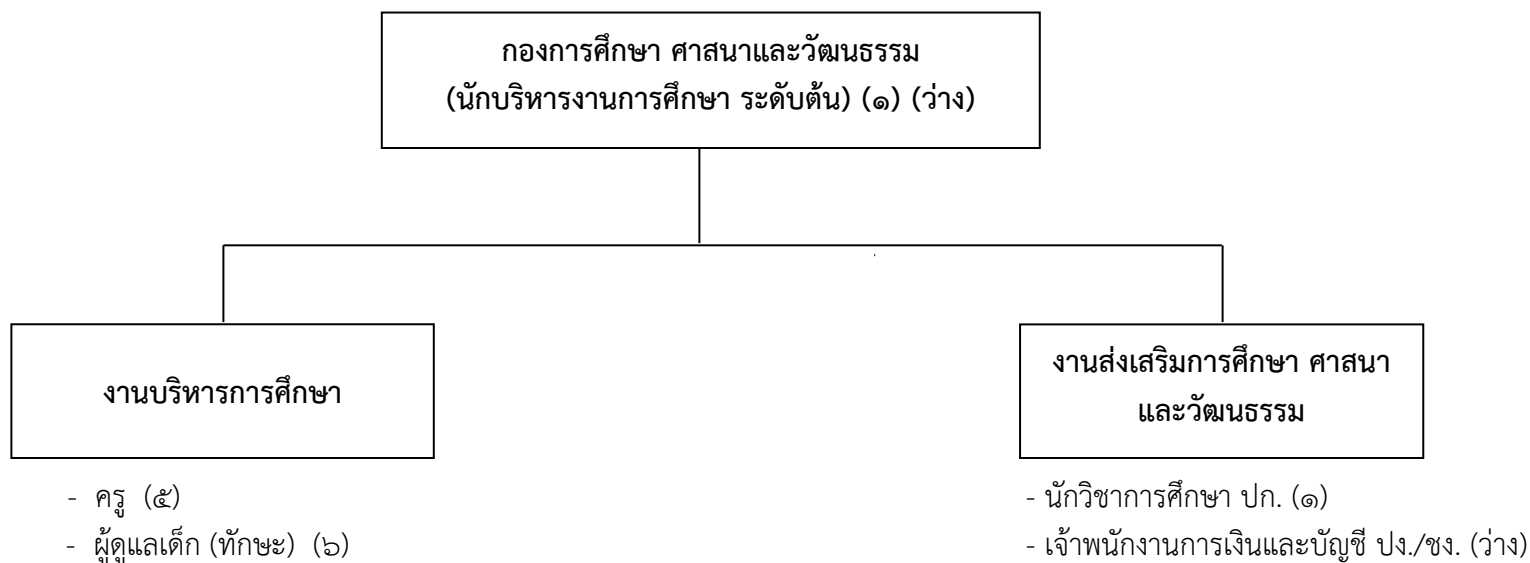 กองการศึกษา ศาสนาและวัฒนธรรม
(นักบริหารงานการศึกษา ระดับต้น) (๑) (ว่าง)
งานบริหารการศึกษา
- ครู (๕)
- ผู้ดูแลเด็ก (ทักษะ) (๖)
งานส่งเสริมการศึกษา ศาสนา
และวัฒนธรรม
- นักวิชาการศึกษา ปก. (๑)
- เจ้าพนักงานการเงินและบัญชี ปง./ชง. (ว่าง)